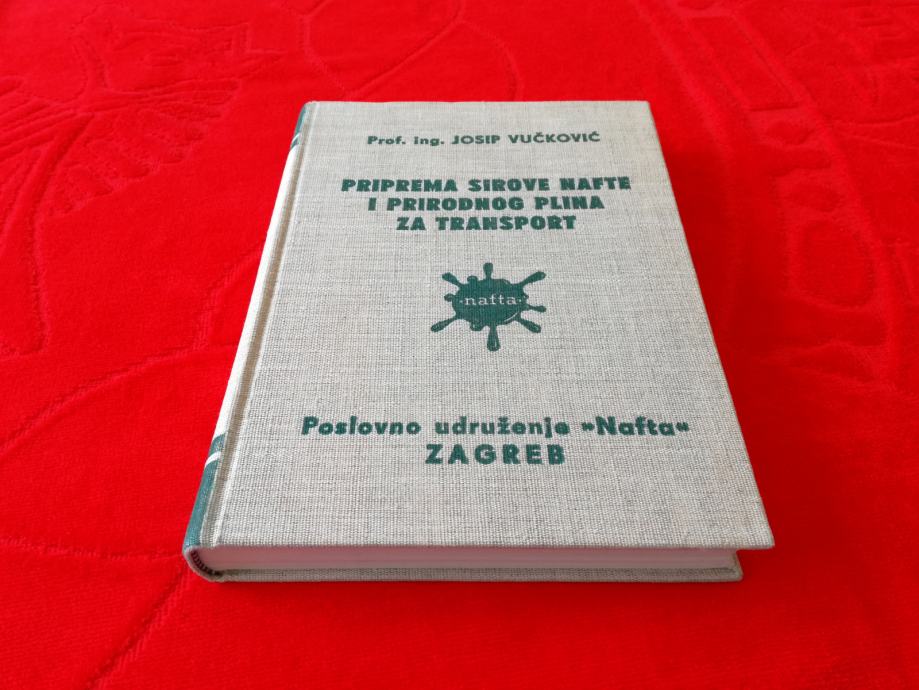 Prof. ing. JOSIP VUČKOVIĆ
PRIPREMA SIROVE NAFTE
I PRIRODNOG PLINA
ZA TRANSPORT
·nafta·
Poslovno udruženje »Nafta«
ZAGREB